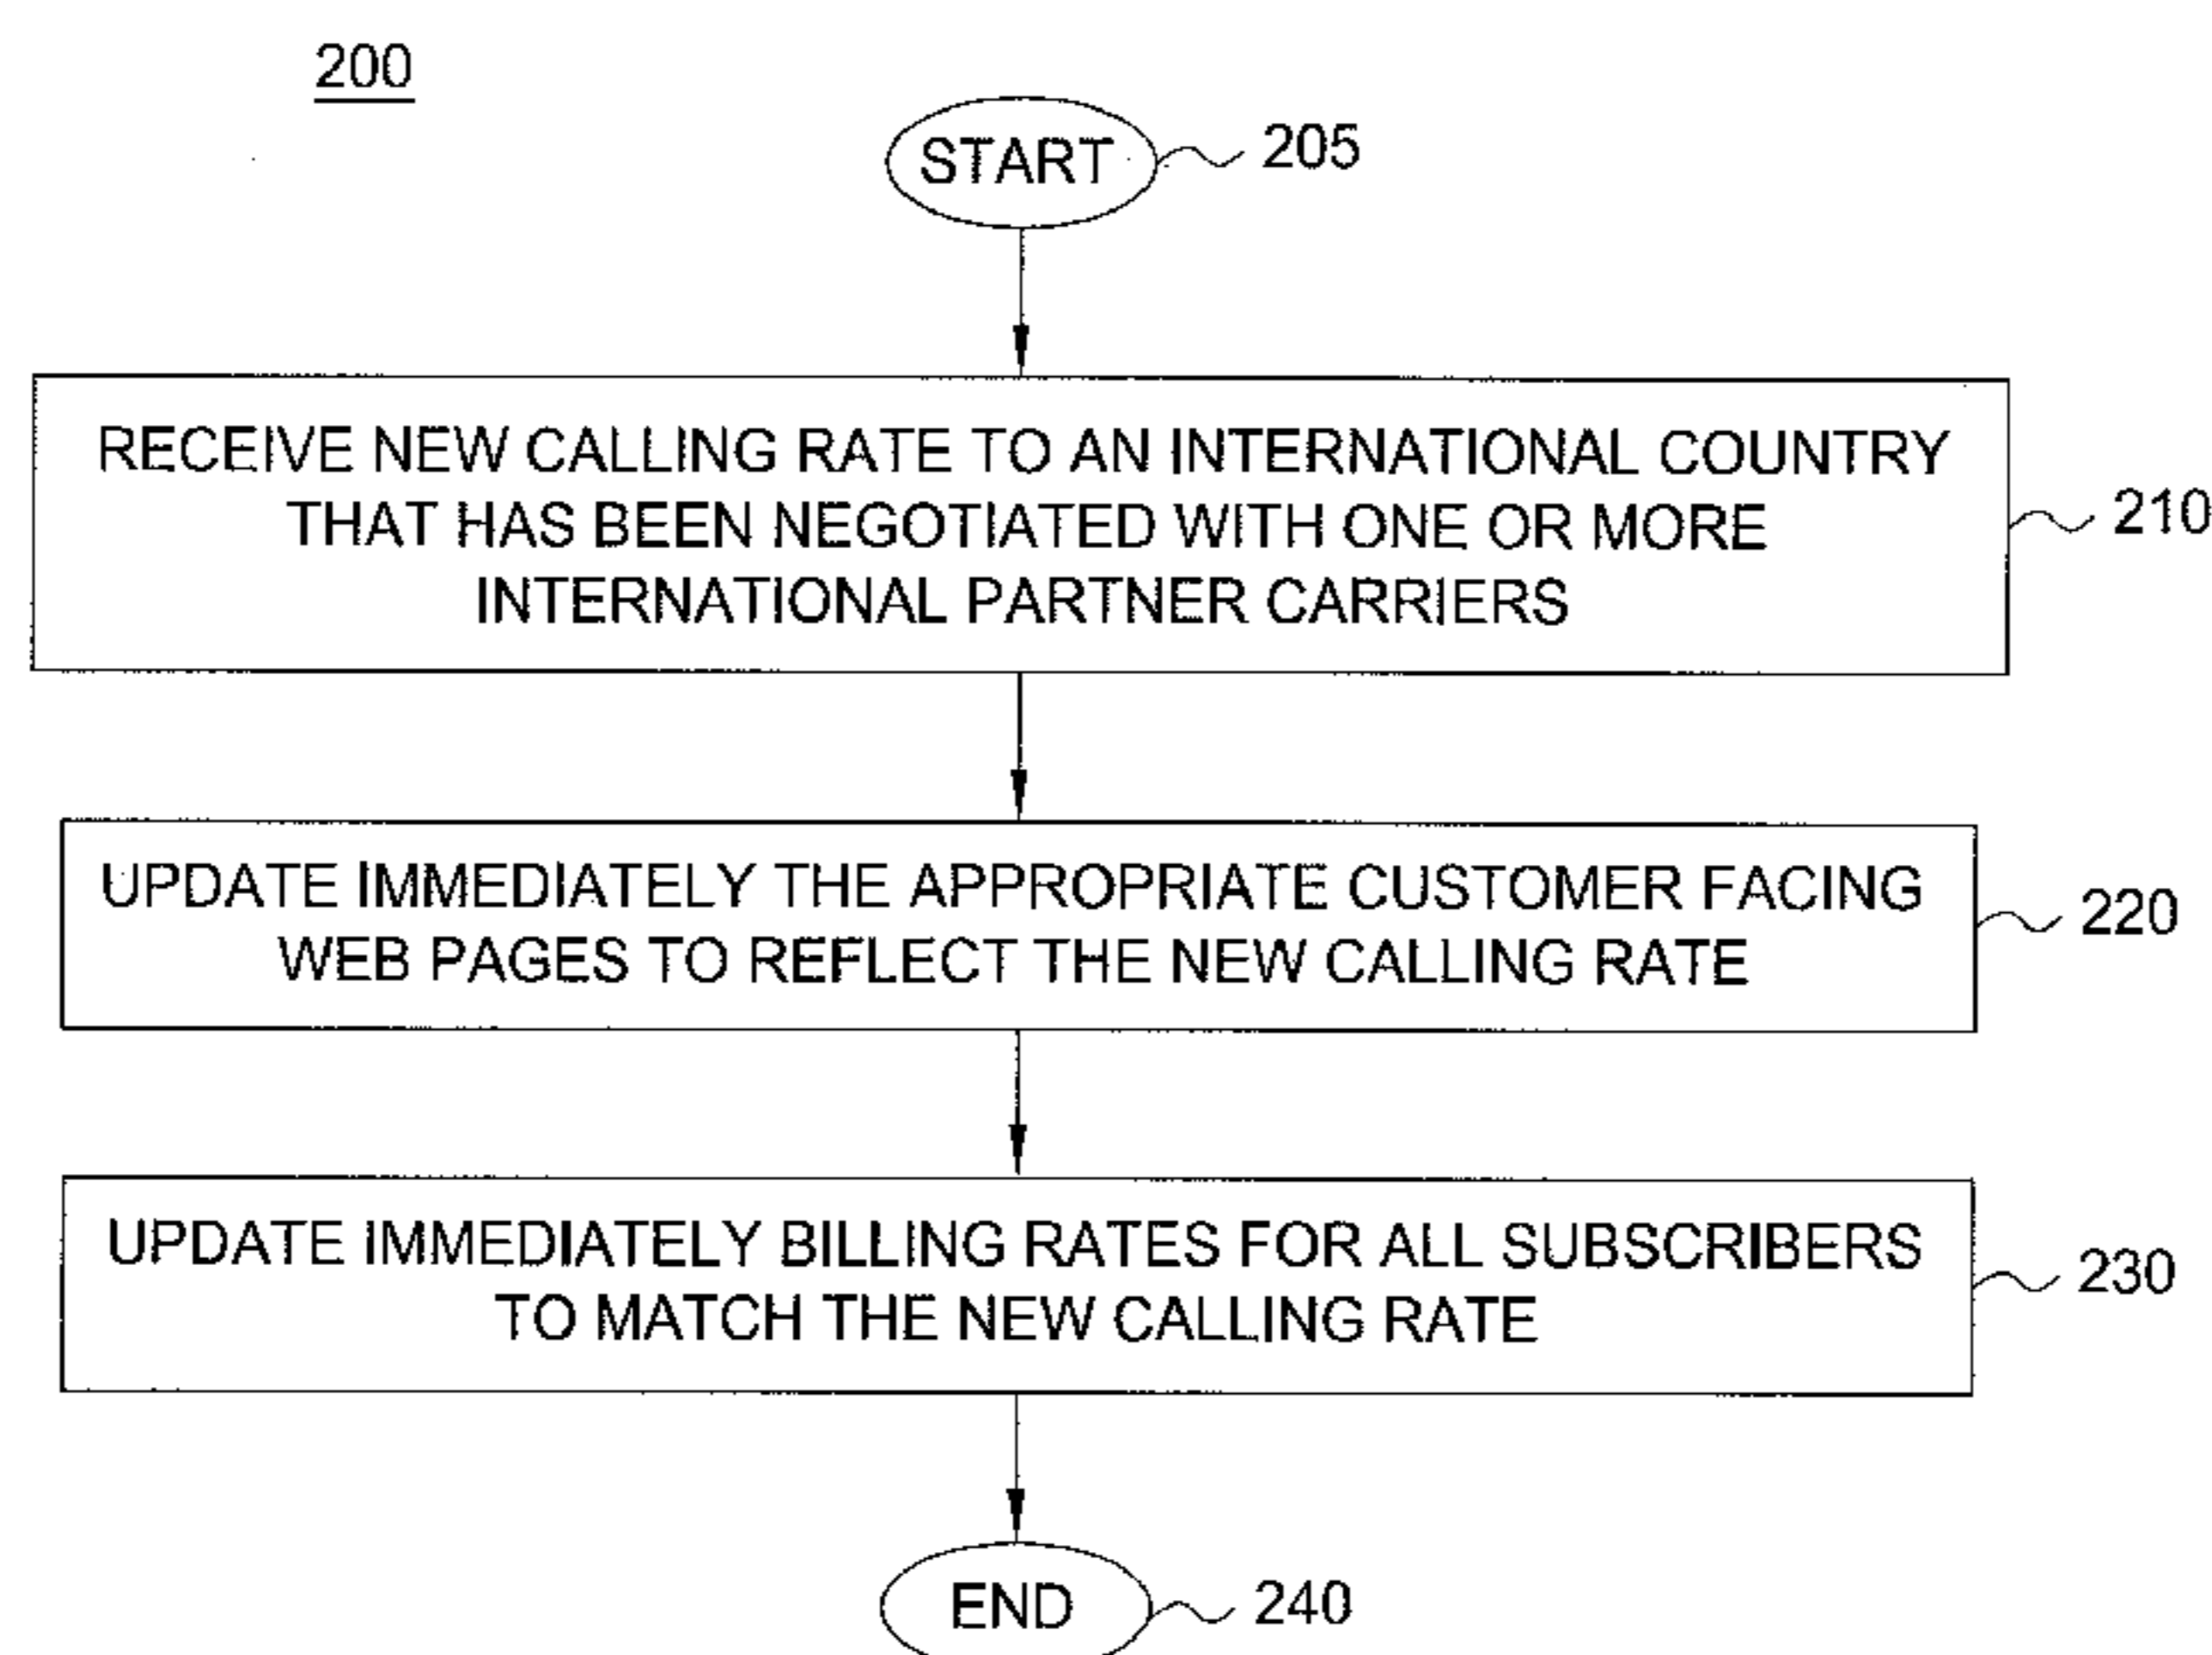 200
START
205
RECEIVE NEW CALLING RATE TO AN INTERNATIONAL COUNTRY
THAT HAS BEEN NEGOTIATED WITH ONE OR MORE
INTERNATIONAL PARTNER CARRIERS
210
UPDATE IMMEDIATELY THE APPROPRIATE CUSTOMER FACING
WEB PAGES TO REFLECT THE NEW CALLING RATE
220
UPDATE IMMEDIATELY BILLING RATES FOR ALL SUBSCRIBERS
TO MATCH THE NEW CALLING RATE
230
END
240